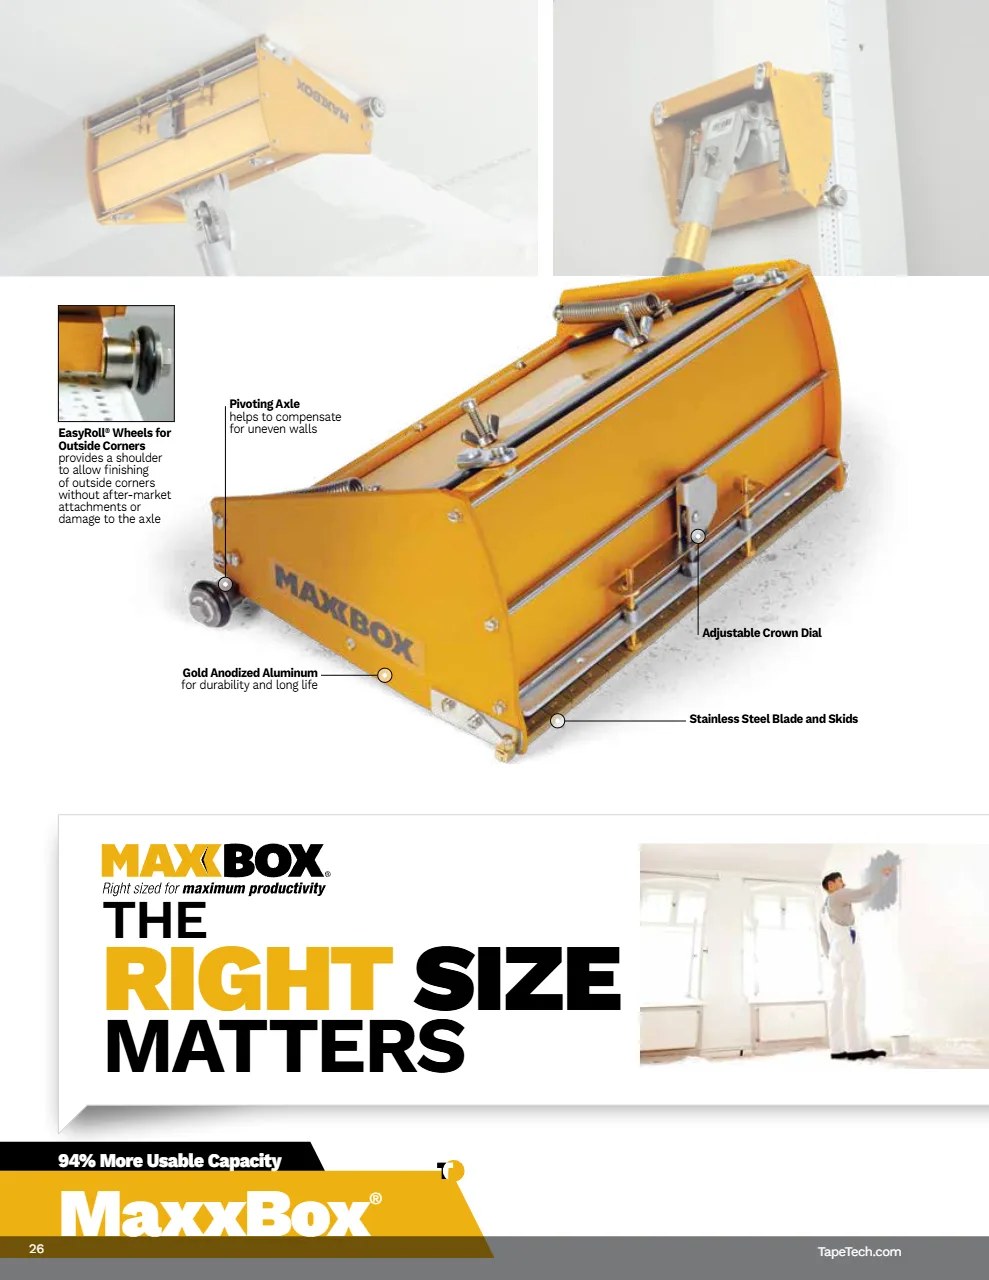 MAXXBOX
EasyRoll® Wheels for
Outside Corners
provides a shoulder
to allow finishing
of outside corners
without after-market
attachments or
damage to the axle
Pivoting Axle
helps to compensate
for uneven walls
MAXXBOX
Adjustable Crown Dial
Gold Anodized Aluminum
for durability and long life
Stainless Steel Blade and Skids
MAXXBOX®
Right sized for maximum productivity
THE
RIGHT SIZE
MATTERS
94% More Usable Capacity
MaxxBox®
26
TapeTech.com